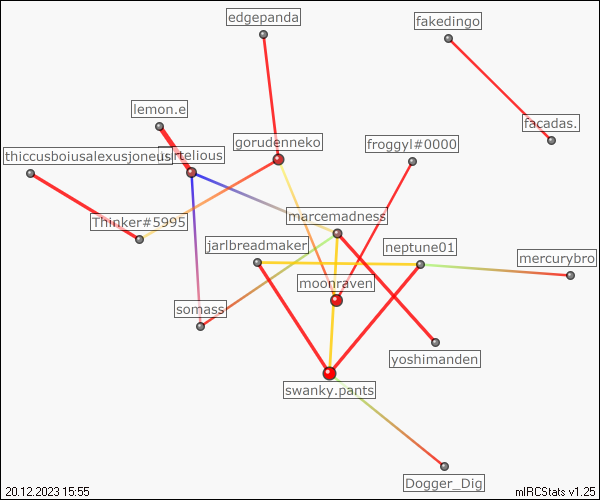 edgepanda
fakedingo
lemon.e
facadas.
gorudenneko
froggyl#0000
thiccusboiusalexusjoneus
rtelious
Thinker#5995
marcemadness
jarlbreadmaker
neptune01
mercurybro
moonraven
somass
yoshimanden
swanky.pants
Dogger_Dig
20.12.2023 15:55
mIRCStats v1.25